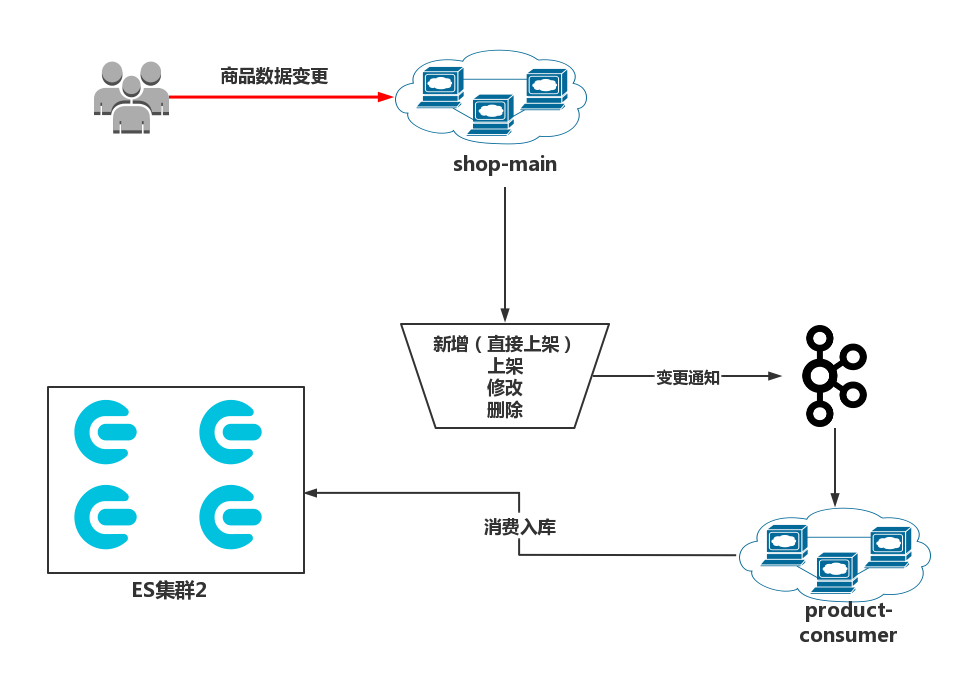 商品数据变更
shop-main
新增（直接上架）
上架
修改
删除
变更通知
消费入库
ES集群2
product-
consumer